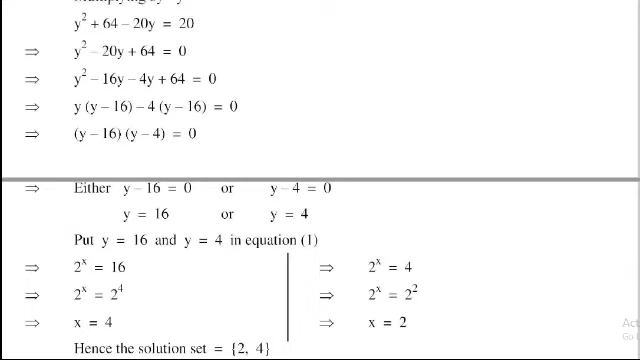 y² + 64 – 20y = 20
⇒ y² – 20y + 64 = 0
⇒ y² – 16y – 4y + 64 = 0
⇒ y (y – 16) – 4 (y – 16) = 0
⇒ (y – 16) (y – 4) = 0
⇒ Either y – 16 = 0 or y – 4 = 0
y = 16 or y = 4
Put y = 16 and y = 4 in equation (1)
⇒ 2ˣ = 16 ⇒ 2ˣ = 4
⇒ 2ˣ = 2⁴ ⇒ 2ˣ = 2²
⇒ x = 4 ⇒ x = 2
Hence the solution set = {2, 4}